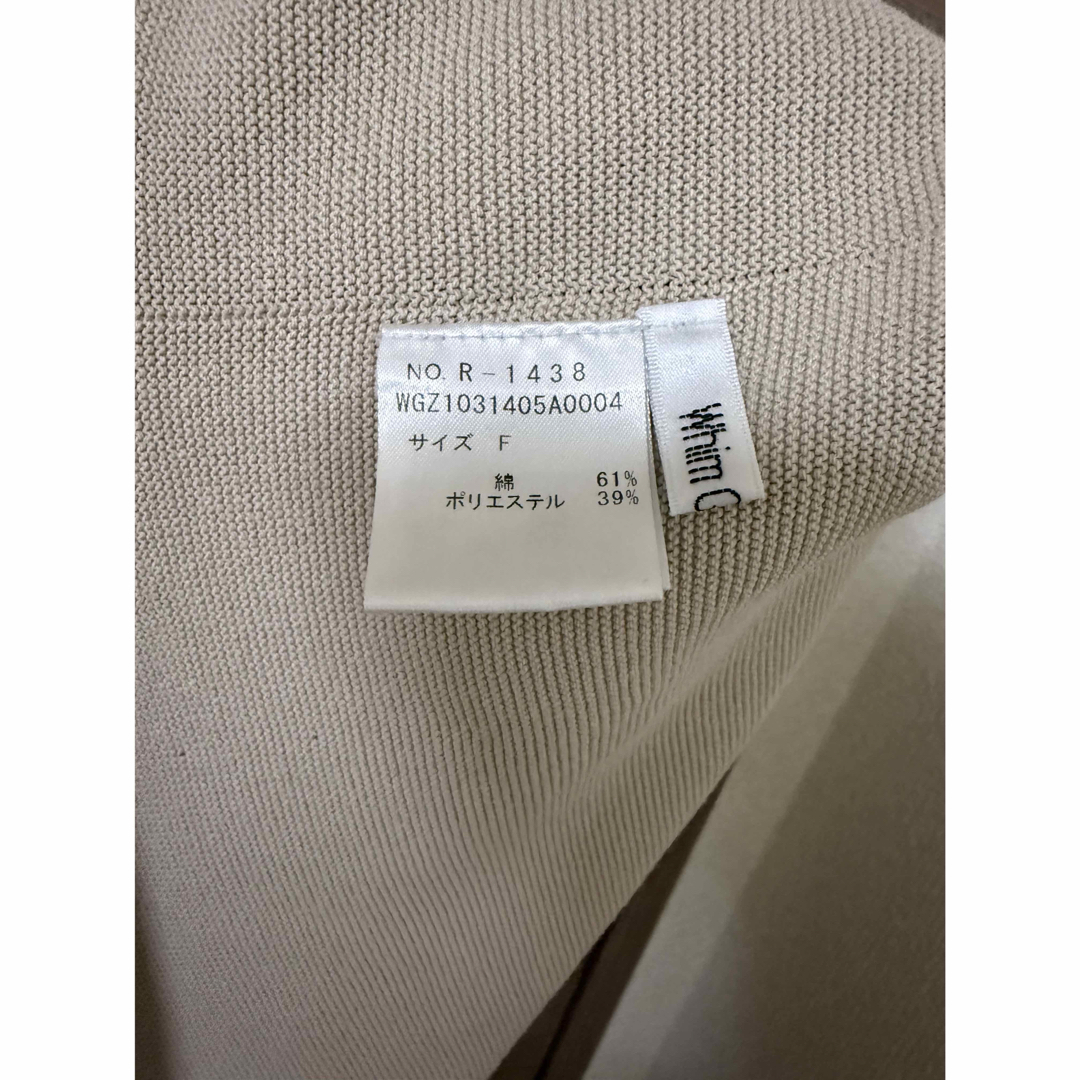 NO. R-1438
WGZ1031405A0004
サイズ F
綿 61%
ポリエステル 39%
Whim